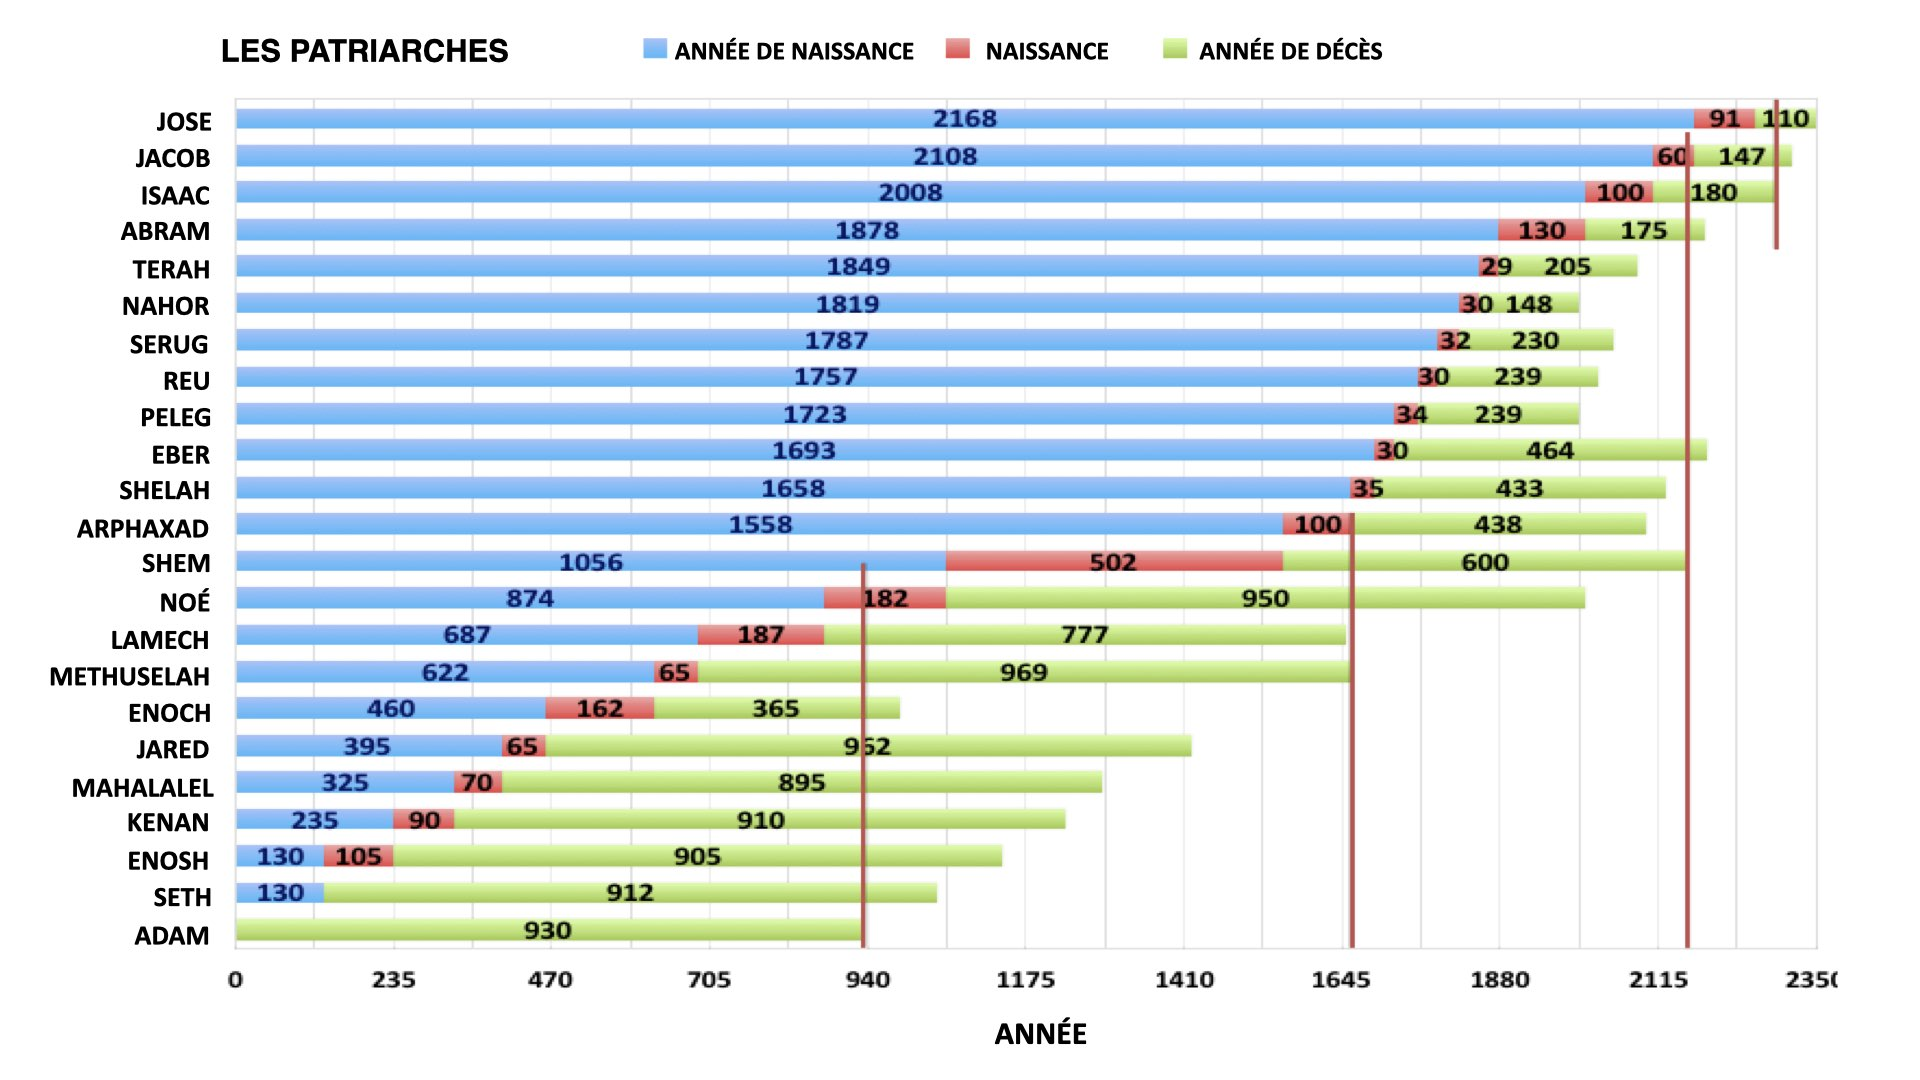 LES PATRIARCHES
ANNÉE DE NAISSANCE NAISSANCE ANNÉE DE DÉCÈS
JOSE 2168 91 110
JACOB 2108 60 147
ISAAC 2008 100 180
ABRAM 1878 130 175
TERAH 1849 29 205
NAHOR 1819 30 148
SERUG 1787 32 230
REU 1757 30 239
PELEG 1723 34 239
EBER 1693 30 464
SHELAH 1658 35 433
ARPHAXAD 1558 100 438
SHEM 1056 502 600
NOÉ 874 182 950
LAMECH 687 187 777
METHUSELAH 622 65 969
ENOCH 460 162 365
JARED 395 65 962
MAHALALEL 325 70 895
KENAN 235 90 910
ENOSH 130 105 905
SETH 130 912
ADAM 930
0 235 470 705 940 1175 1410 1645 1880 2115 2350
ANNÉE